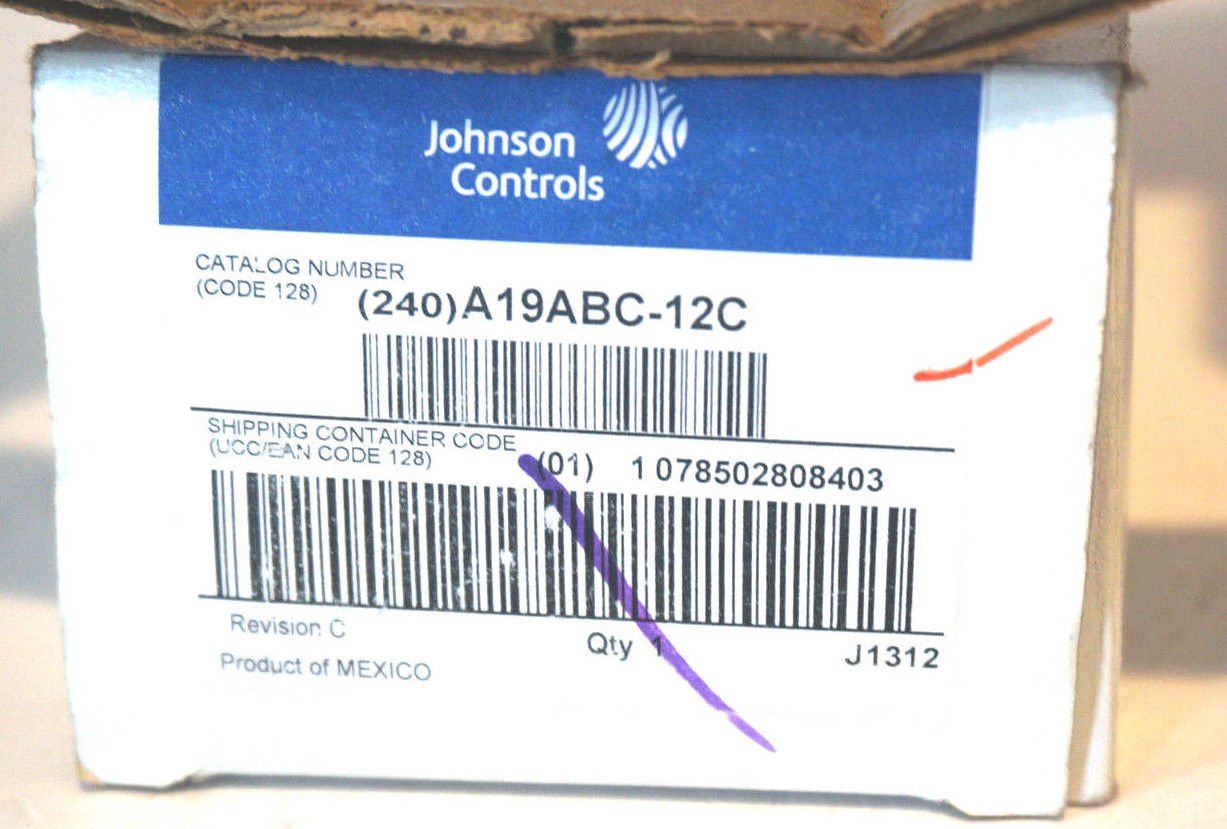 Johnson
Controls
CATALOG NUMBER
(CODE 128)
(240)A19ABC-12C
SHIPPING CONTAINER CODE
(UCC/EAN CODE 128)
(01) 1 078502808403
Revision C
Qty 1
J1312
Product of MEXICO